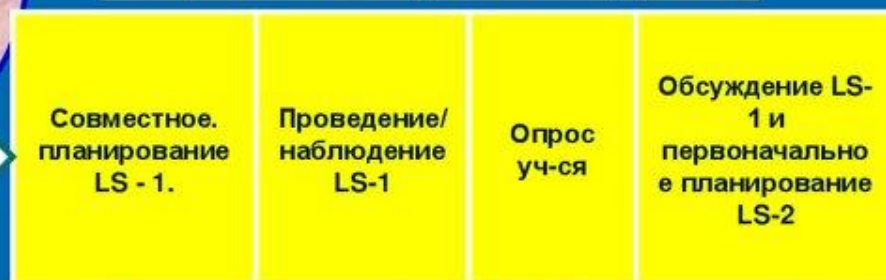 Совместное.
планирование
LS - 1.
Проведение/
наблюдение
LS-1
Опрос
уч-ся
Обсуждение LS-
1 и
первоначально
е планирование
LS-2